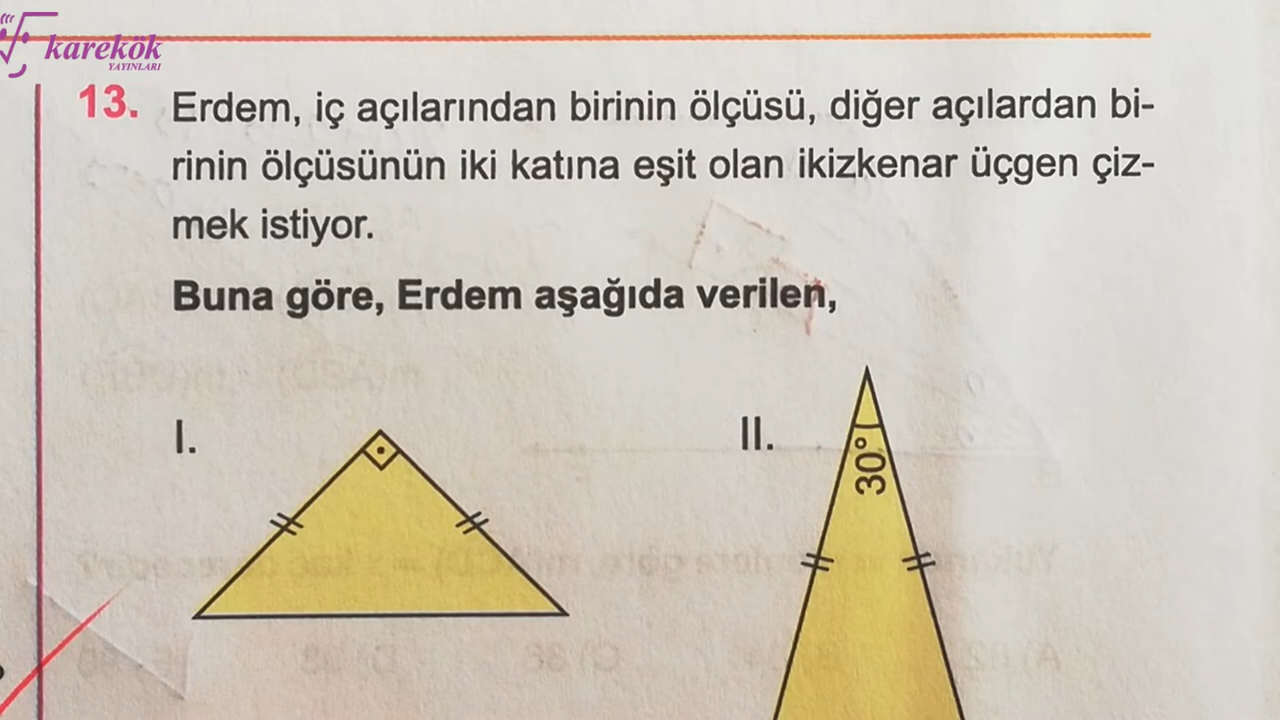 karekök
YAYINLARI
13. Erdem, iç açılarından birinin ölçüsü, diğer açılardan bi-
rinin ölçüsünün iki katına eşit olan ikizkenar üçgen çiz-
mek istiyor.
Buna göre, Erdem aşağıda verilen,
I.
II.
30°